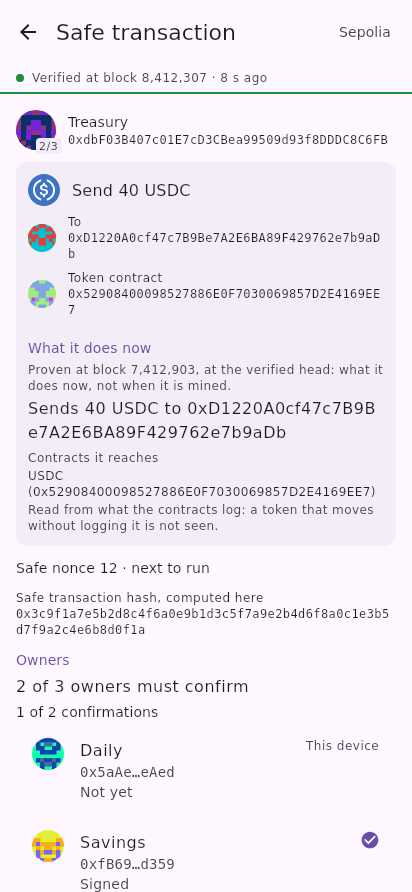 Safe transaction
Sepolia
Verified at block 8,412,307 · 8 s ago
Treasury
0xdbF03B407c01E7cD3CBea99509d93f8DDDC8C6FB
2/3
Send 40 USDC
To
0xD1220A0cf47c7B9Be7A2E6BA89F429762e7b9aD
b
Token contract
0x52908400098527886E0F7030069857D2E4169EE
7
What it does now
Proven at block 7,412,903, at the verified head: what it
does now, not when it is mined.
Sends 40 USDC to 0xD1220A0cf47c7B9B
e7A2E6BA89F429762e7b9aDb
Contracts it reaches
USDC
(0x52908400098527886E0F7030069857D2E4169EE7)
Read from what the contracts log: a token that moves
without logging it is not seen.
Safe nonce 12 · next to run
Safe transaction hash, computed here
0x3c9f1a7e5b2d8c4f6a0e9b1d3c5f7a9e2b4d6f8a0c1e3b5
d7f9a2c4e6b8d0f1a
Owners
2 of 3 owners must confirm
1 of 2 confirmations
Daily
This device
0x5aAe…eAed
Not yet
Savings
0xfB69…d359
Signed